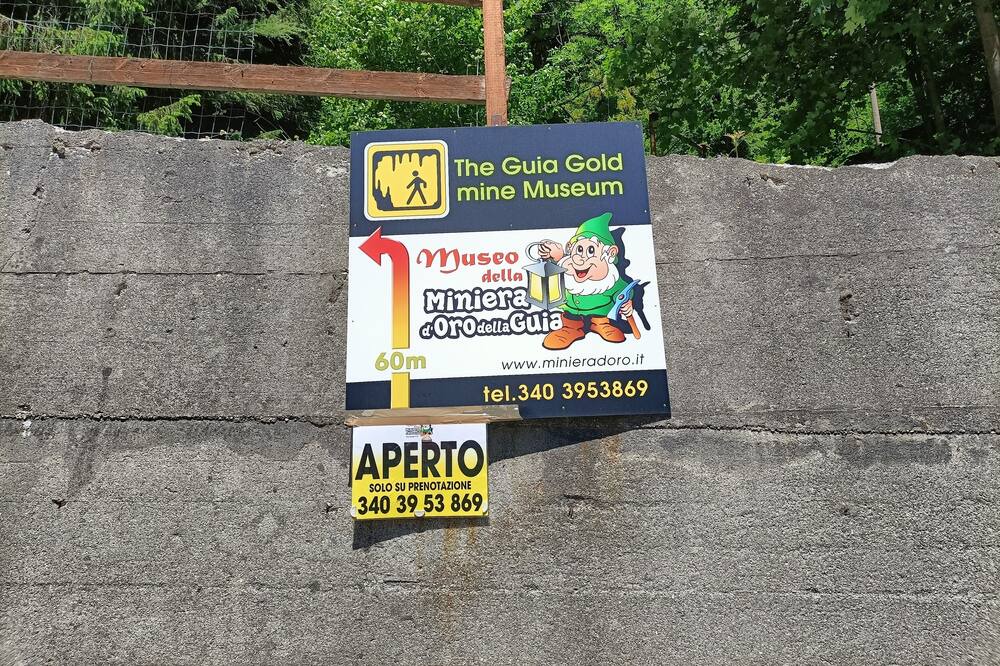 The Guia Gold
mine Museum
Museo
della
Miniera
d'Oro della Guia
60m
www.minieradoro.it
tel.340 3953869
APERTO
SOLO SU PRENOTAZIONE
340 39 53 869